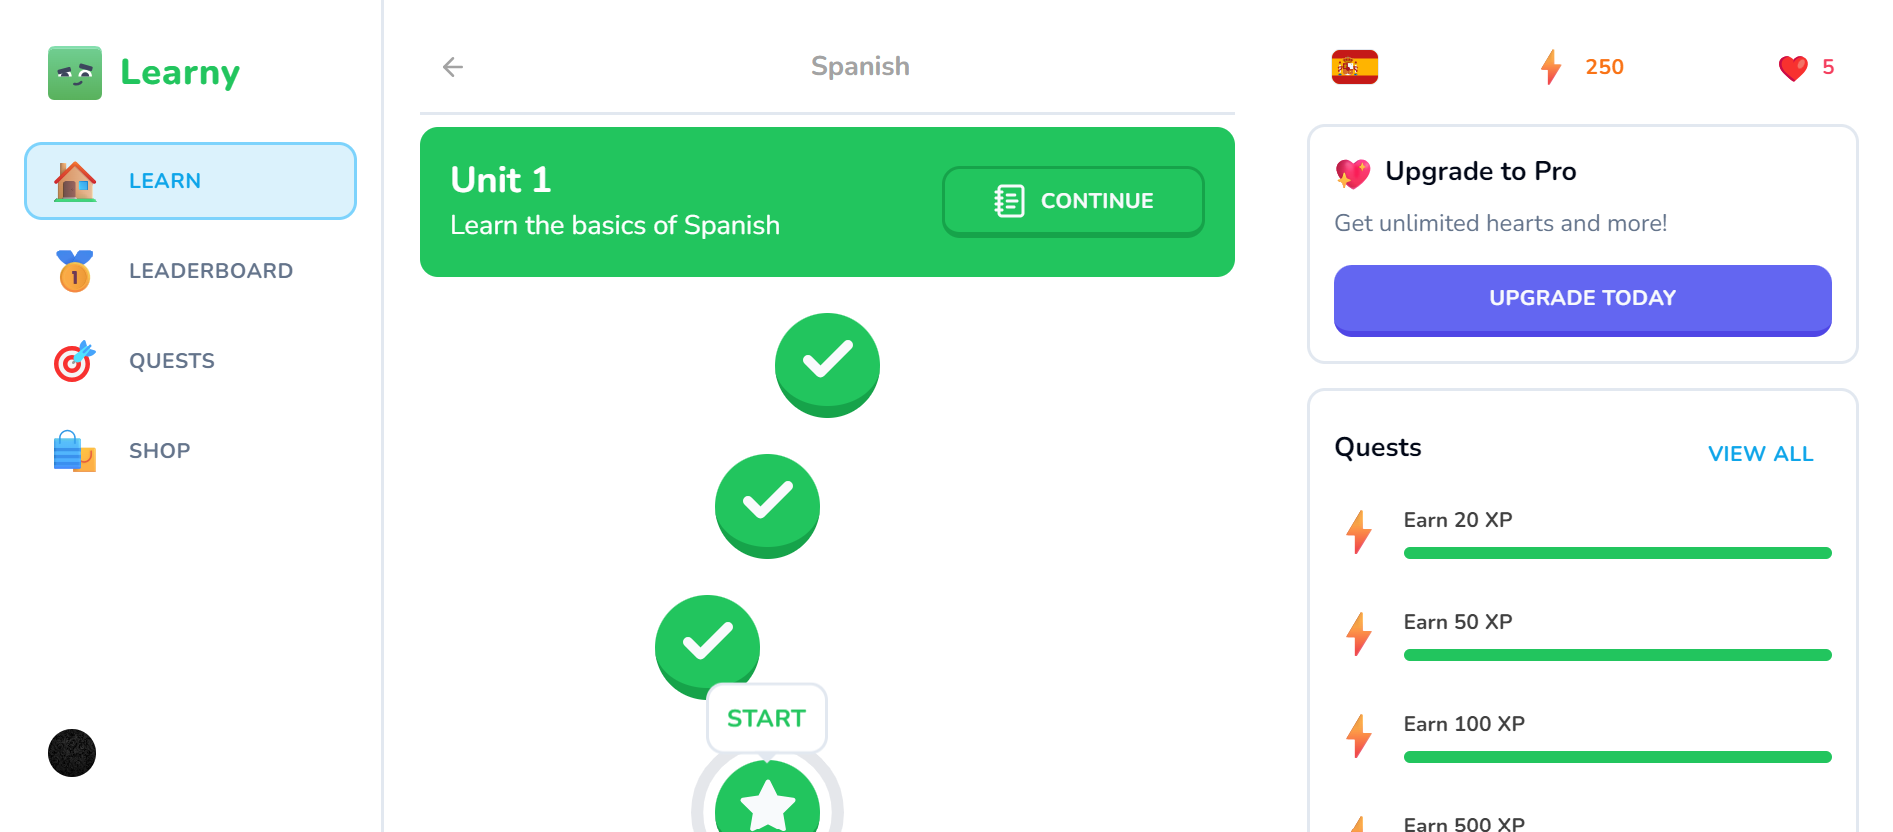 Learny
LEARN
LEADERBOARD
1
QUESTS
SHOP
Spanish
Unit 1
Learn the basics of Spanish
CONTINUE
START
250
5
Upgrade to Pro
Get unlimited hearts and more!
UPGRADE TODAY
Quests
VIEW ALL
Earn 20 XP
Earn 50 XP
Earn 100 XP
Earn 500 XP